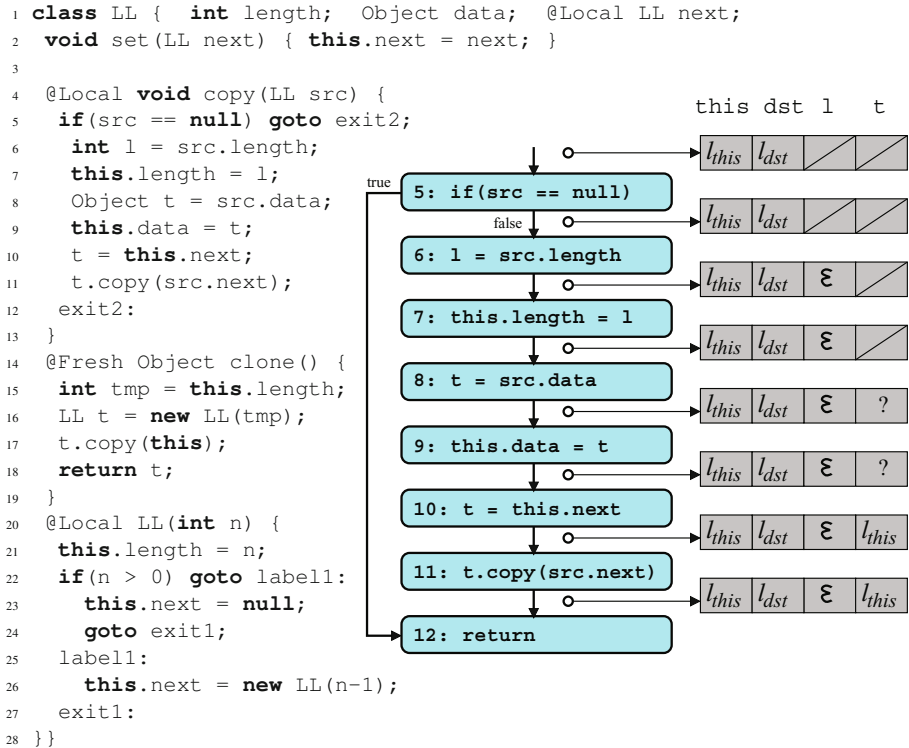 1 class LL { int length; Object data; @Local LL next;
2 void set(LL next) { this.next = next; }
3
4 @Local void copy(LL src) {
5 if(src == null) goto exit2;
6 int l = src.length;
7 this.length = l;
8 Object t = src.data;
9 this.data = t;
10 t = this.next;
11 t.copy(src.next);
12 exit2:
13 }
14 @Fresh Object clone() {
15 int tmp = this.length;
16 LL t = new LL(tmp);
17 t.copy(this);
18 return t;
19 }
20 @Local LL(int n) {
21 this.length = n;
22 if(n > 0) goto label1:
23 this.next = null;
24 goto exit1;
25 label1:
26 this.next = new LL(n-1);
27 exit1:
28 }}
this dst l t
l_this l_dst
true
5: if(src == null)
false
l_this l_dst
6: l = src.length
l_this l_dst ε
7: this.length = l
l_this l_dst ε
8: t = src.data
l_this l_dst ε ?
9: this.data = t
l_this l_dst ε ?
10: t = this.next
l_this l_dst ε l_this
11: t.copy(src.next)
l_this l_dst ε l_this
12: return